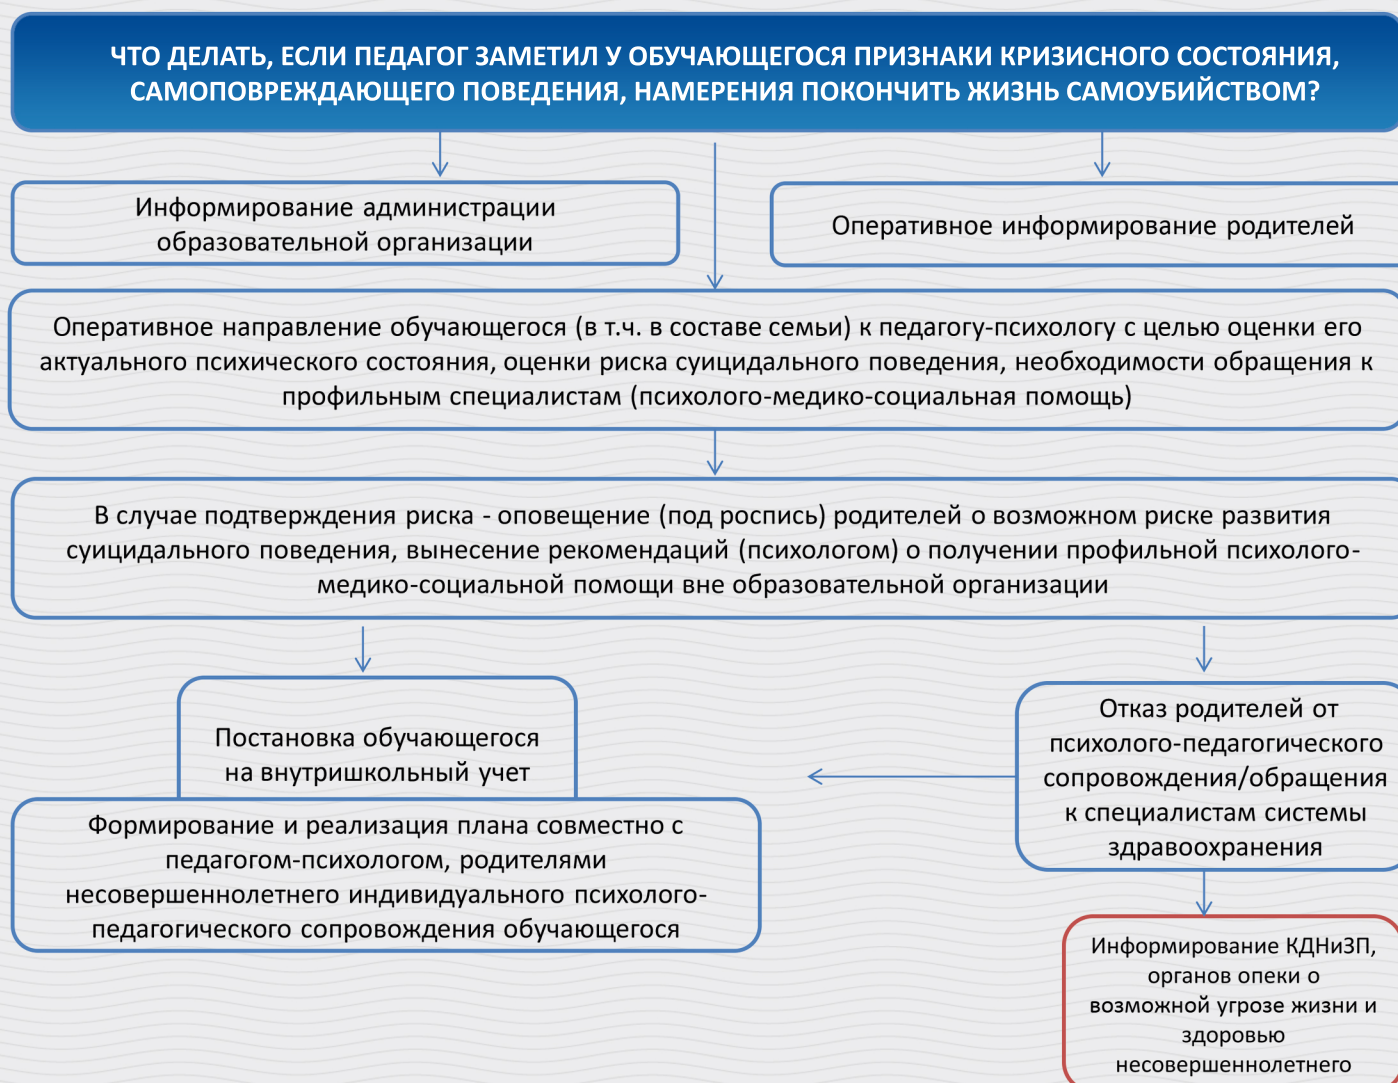 ЧТО ДЕЛАТЬ, ЕСЛИ ПЕДАГОГ ЗАМЕТИЛ У ОБУЧАЮЩЕГОСЯ ПРИЗНАКИ КРИЗИСНОГО СОСТОЯНИЯ,
САМОПОВРЕЖДАЮЩЕГО ПОВЕДЕНИЯ, НАМЕРЕНИЯ ПОКОНЧИТЬ ЖИЗНЬ САМОУБИЙСТВОМ?
Информирование администрации
образовательной организации
Оперативное информирование родителей
Оперативное направление обучающегося (в т.ч. в составе семьи) к педагогу-психологу с целью оценки его
актуального психического состояния, оценки риска суицидального поведения, необходимости обращения к
профильным специалистам (психолого-медико-социальная помощь)
В случае подтверждения риска - оповещение (под роспись) родителей о возможном риске развития
суицидального поведения, вынесение рекомендаций (психологом) о получении профильной психолого-
медико-социальной помощи вне образовательной организации
Постановка обучающегося
на внутришкольный учет
Формирование и реализация плана совместно с
педагогом-психологом, родителями
несовершеннолетнего индивидуального психолого-
педагогического сопровождения обучающегося
Отказ родителей от
психолого-педагогического
сопровождения/обращения
к специалистам системы
здравоохранения
Информирование КДНиЗП,
органов опеки о
возможной угрозе жизни и
здоровью
несовершеннолетнего